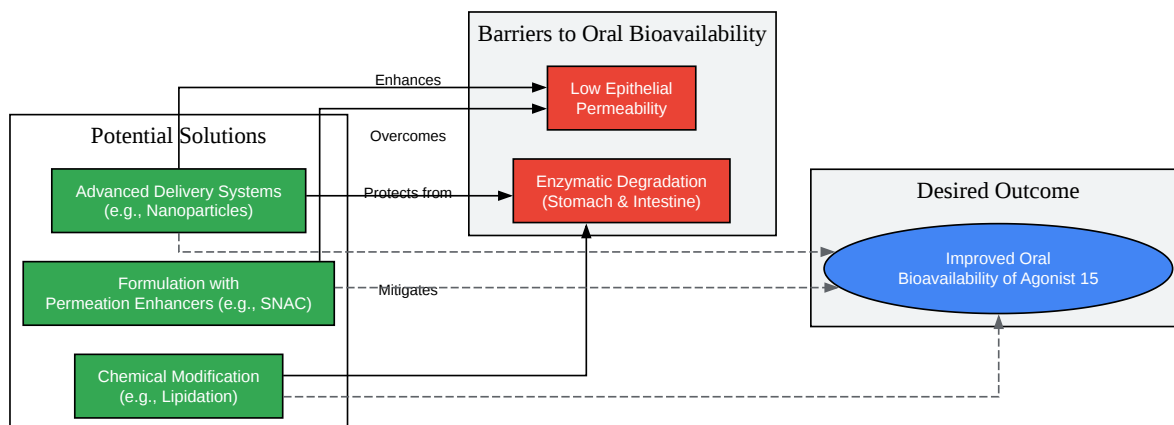 Barriers to Oral Bioavailability
Enhances
Low Epithelial
Permeability
Overcomes
Potential Solutions
Advanced Delivery Systems
(e.g., Nanoparticles)
Protects from
Enzymatic Degradation
(Stomach & Intestine)
Desired Outcome
Improved Oral
Bioavailability of Agonist 15
Formulation with
Permeation Enhancers (e.g., SNAC)
Mitigates
Chemical Modification
(e.g., Lipidation)